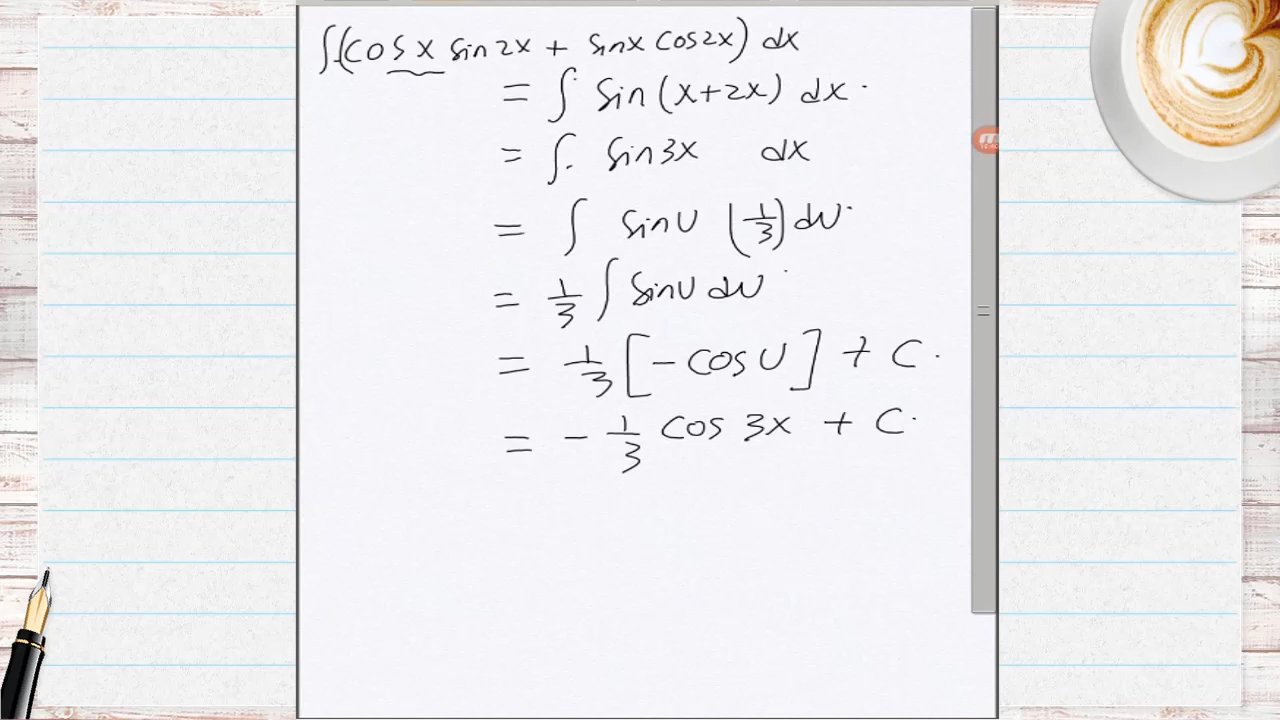 ∫(cos x sin 2x + sin x cos 2x) dx
= ∫ sin (x+2x) dx.
= ∫. sin 3x dx
= ∫ sin U (1/3) du.
= 1/3 ∫ sin U du
= 1/3 [- cos U] + C.
= - 1/3 cos 3x + C.